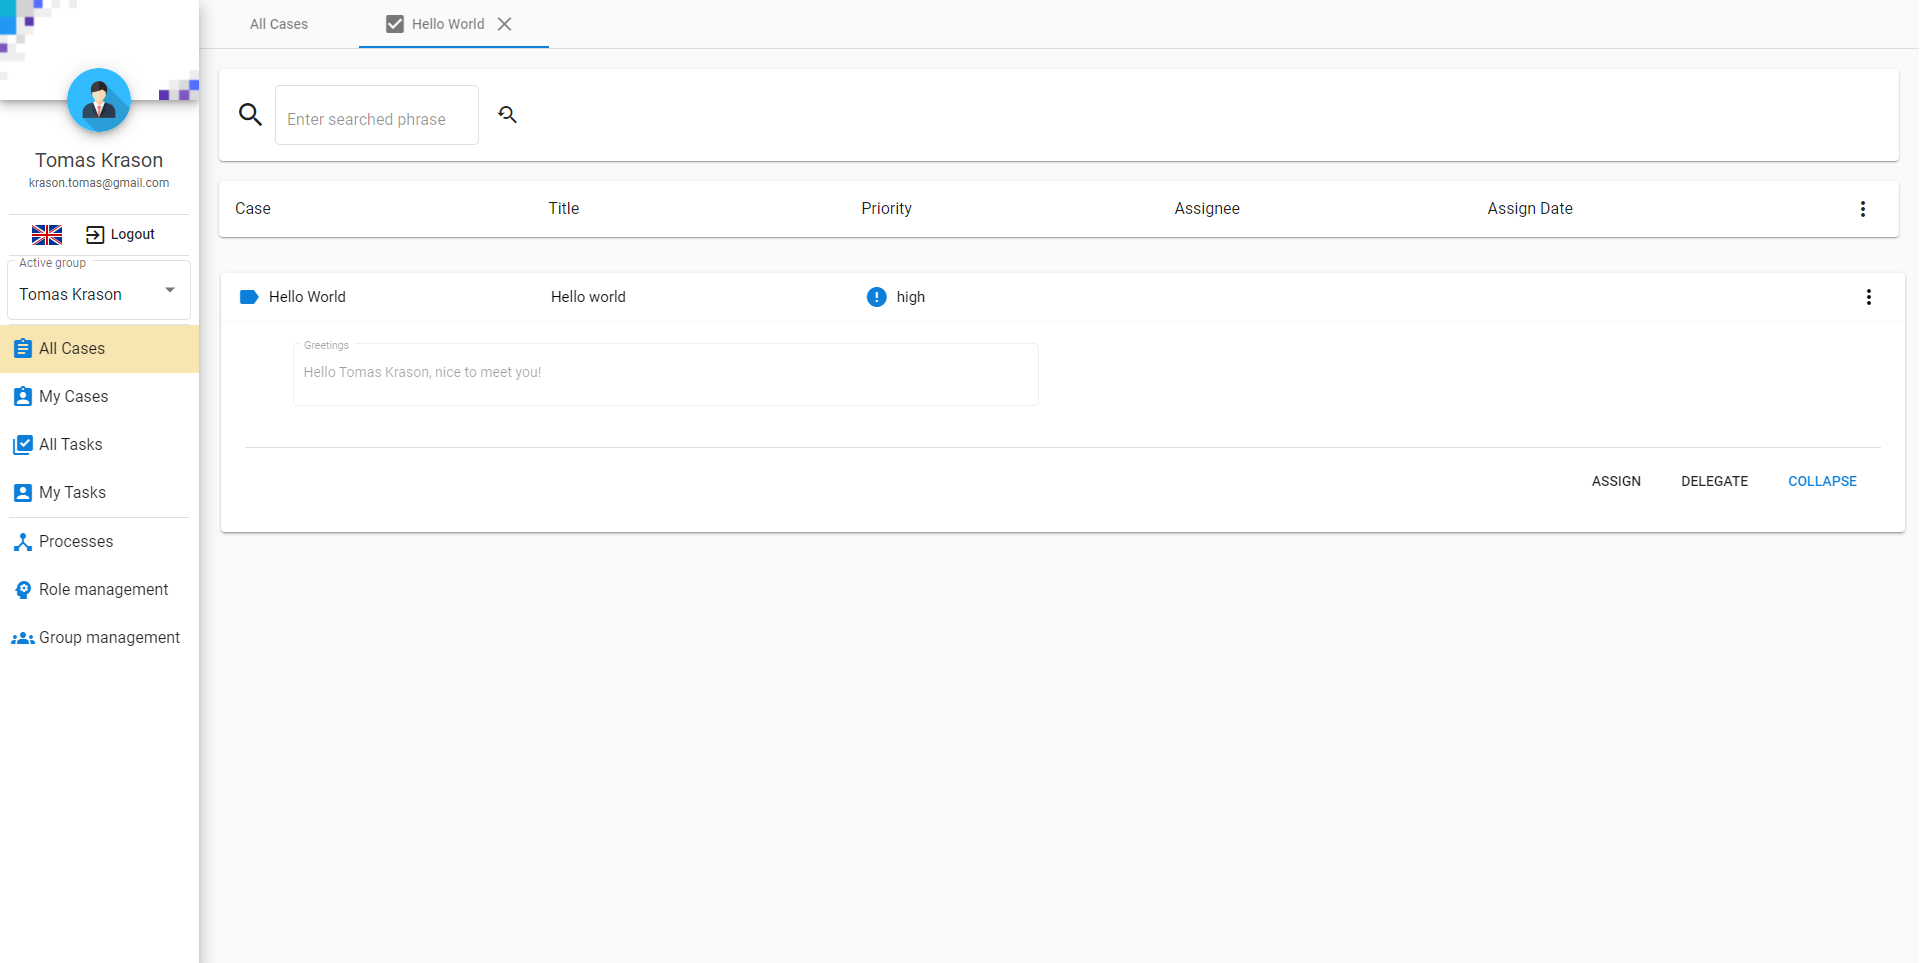 All Cases
Hello World
Enter searched phrase
Tomas Krason
krason.tomas@gmail.com
Logout
Active group
Tomas Krason
All Cases
My Cases
All Tasks
My Tasks
Processes
Role management
Group management
Case Title Priority Assignee Assign Date
Hello World Hello world high
Greetings
Hello Tomas Krason, nice to meet you!
ASSIGN DELEGATE COLLAPSE